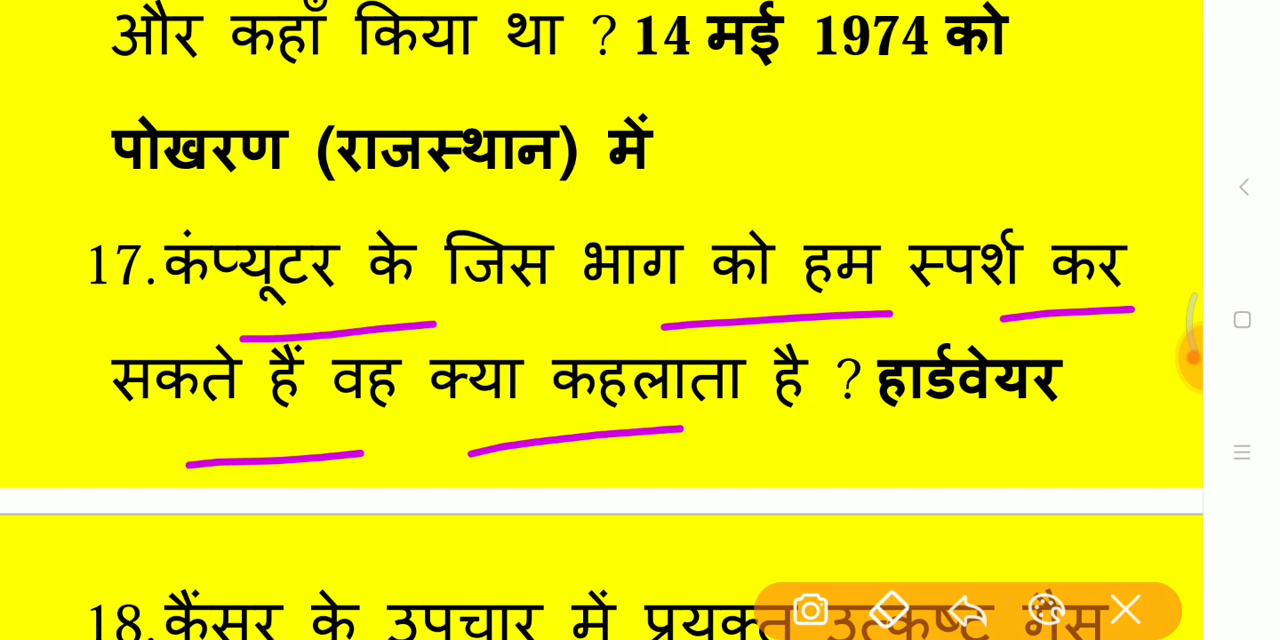 और कहाँ किया था ? 14 मई 1974 को
पोखरण (राजस्थान) में
17. कंप्यूटर के जिस भाग को हम स्पर्श कर
सकते हैं वह क्या कहलाता है ? हार्डवेयर
18. कैंसर के उपचार में प्रयुक्त उत्कृष्ट गैस